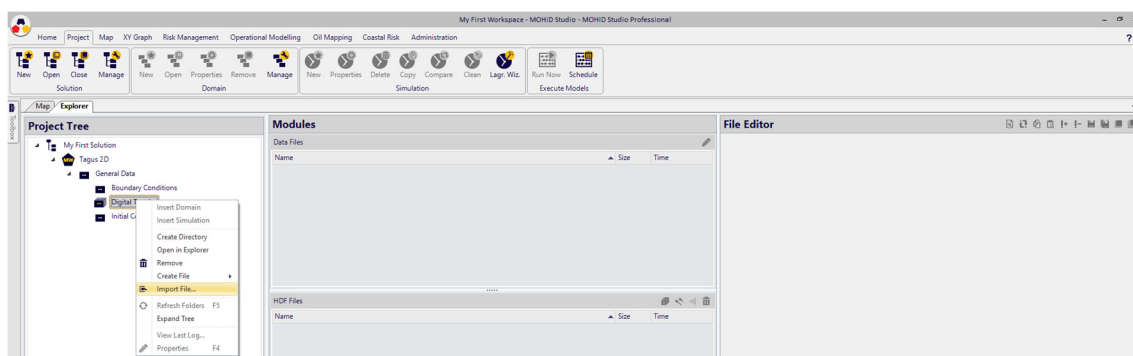 My First Workspace - MOHID Studio - MOHID Studio Professional
Home Project Map XY Graph Risk Management Operational Modelling Oil Mapping Coastal Risk Administration ?
New Open Close Manage New Open Properties Remove Manage New Properties Delete Copy Compare Clean Lagr. Wiz. Run Now Schedule
Solution Domain Simulation Execute Models
Toolbox
Map Explorer
Project Tree
My First Solution
MW Tagus 2D
General Data
Boundary Conditions
Digital T
Initial C
Insert Domain
Insert Simulation
Create Directory
Open in Explorer
Remove
Create File
Import File...
Refresh Folders F5
Expand Tree
View Last Log...
Properties F4
Modules
Data Files
Name Size Time
HDF Files
Name Size Time
File Editor